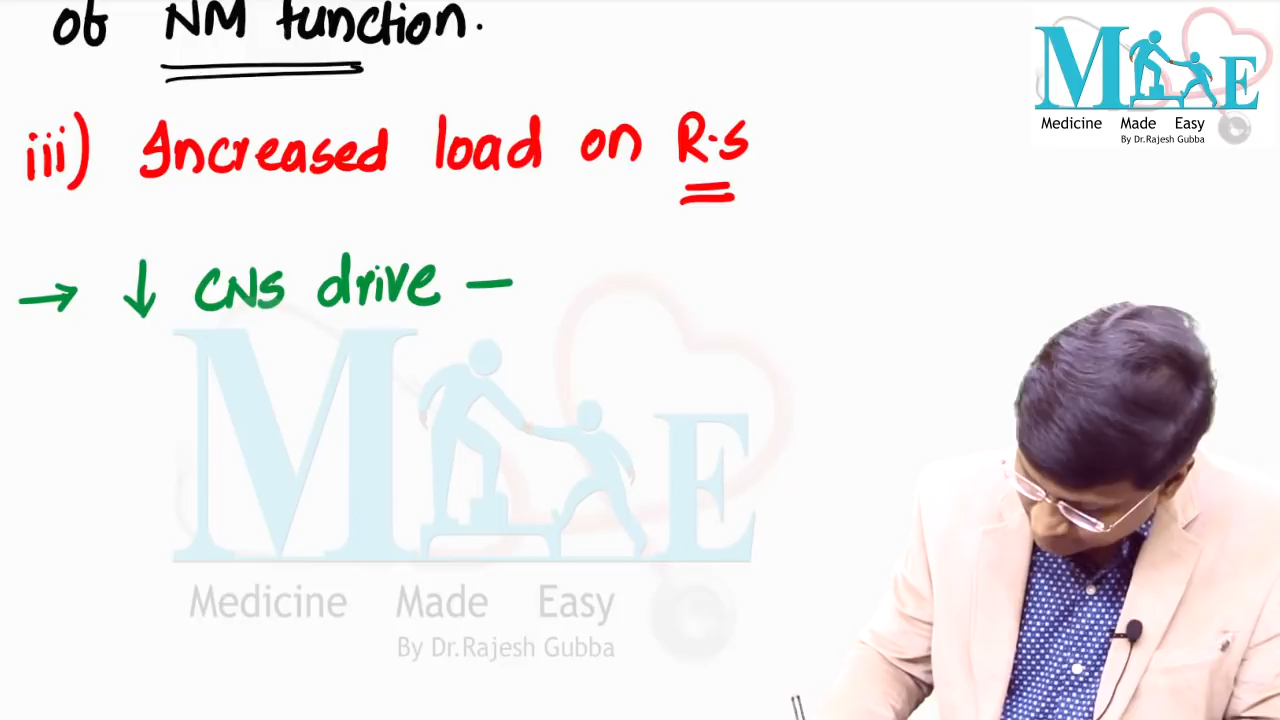 of NM function.
M E
Medicine Made Easy
By Dr.Rajesh Gubba
iii) Increased load on R.S
→ ↓ CNS drive —
M E
Medicine Made Easy
By Dr.Rajesh Gubba